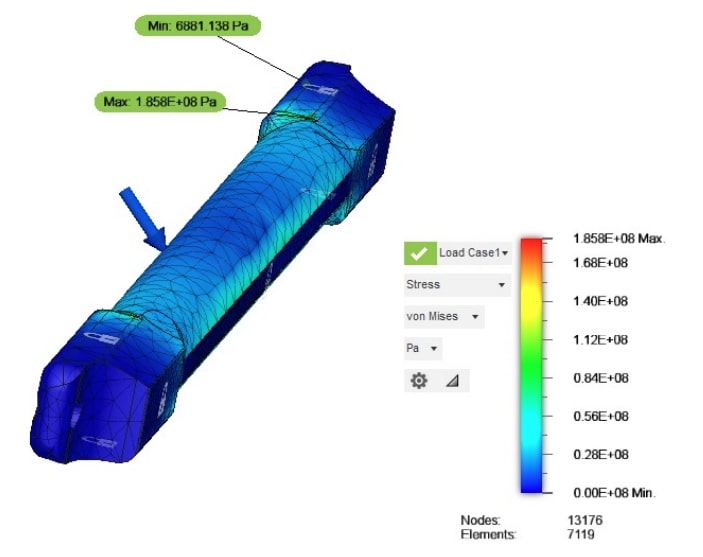 Min: 6881.138 Pa
Max: 1.858E+08 Pa
Load Case1
Stress
von Mises
Pa
1.858E+08 Max.
1.68E+08
1.40E+08
1.12E+08
0.84E+08
0.56E+08
0.28E+08
0.00E+08 Min.
Nodes: 13176
Elements: 7119